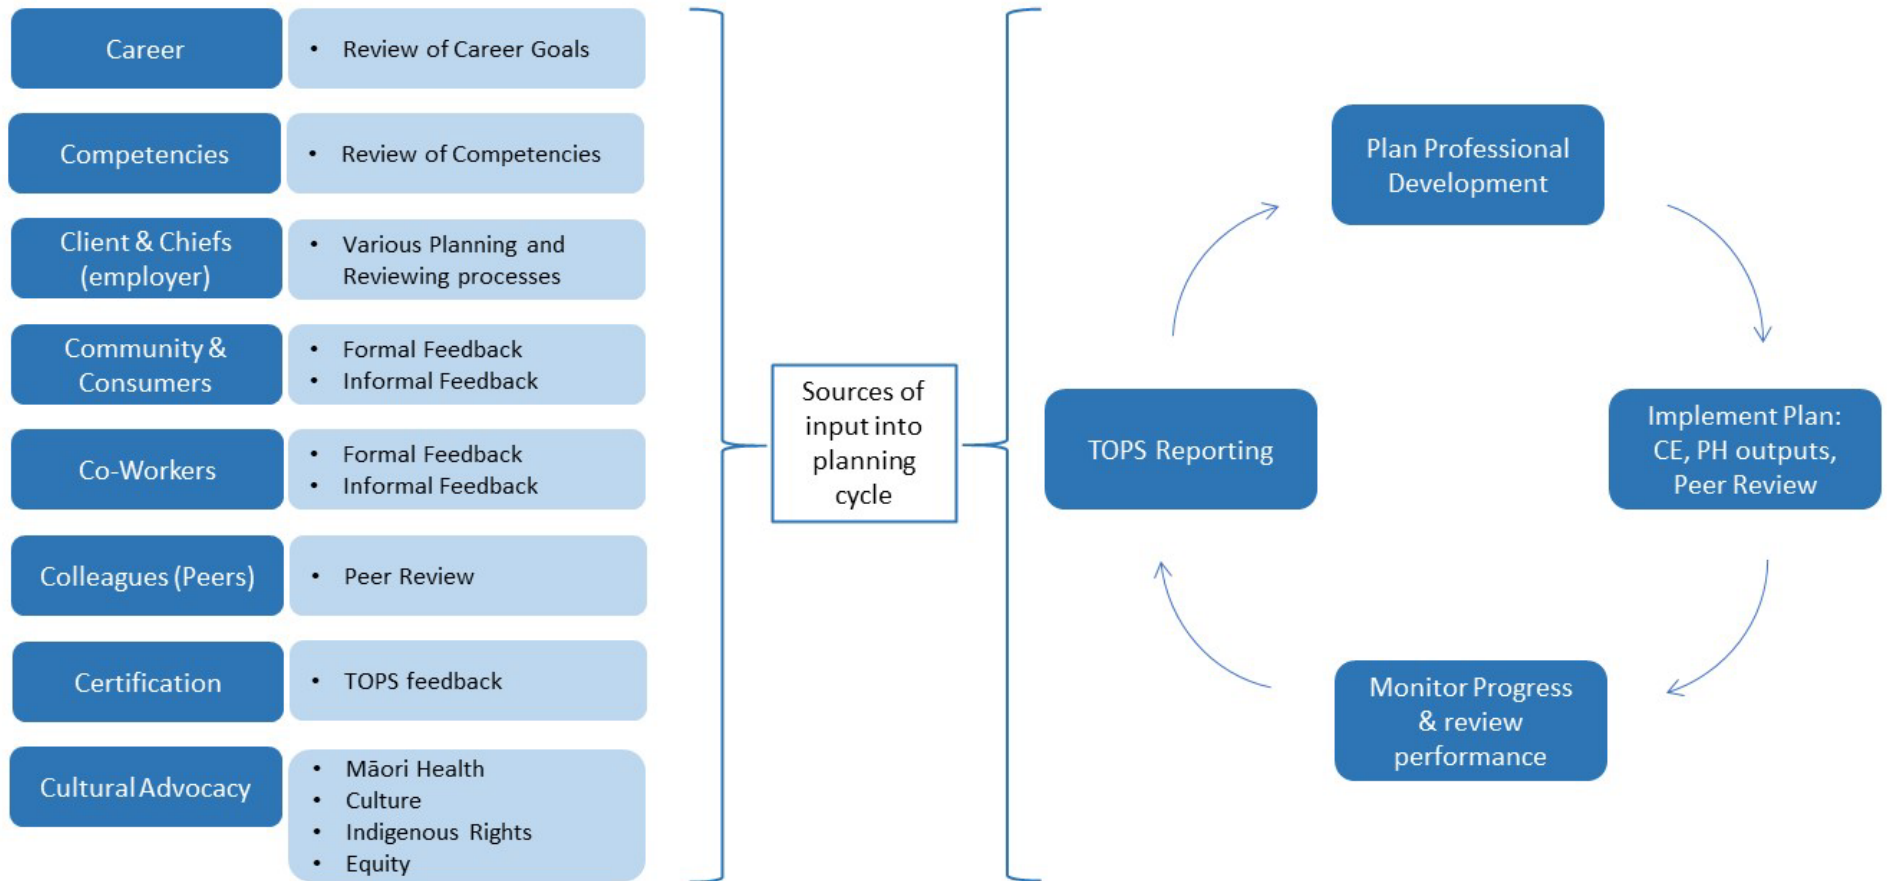 Career
• Review of Career Goals
Competencies
• Review of Competencies
Client & Chiefs
(employer)
• Various Planning and
Reviewing processes
Community &
Consumers
• Formal Feedback
• Informal Feedback
Co-Workers
• Formal Feedback
• Informal Feedback
Colleagues (Peers)
• Peer Review
Certification
• TOPS feedback
Cultural Advocacy
• Māori Health
• Culture
• Indigenous Rights
• Equity
Sources of
input into
planning
cycle
Plan Professional
Development
Implement Plan:
CE, PH outputs,
Peer Review
Monitor Progress
& review
performance
TOPS Reporting